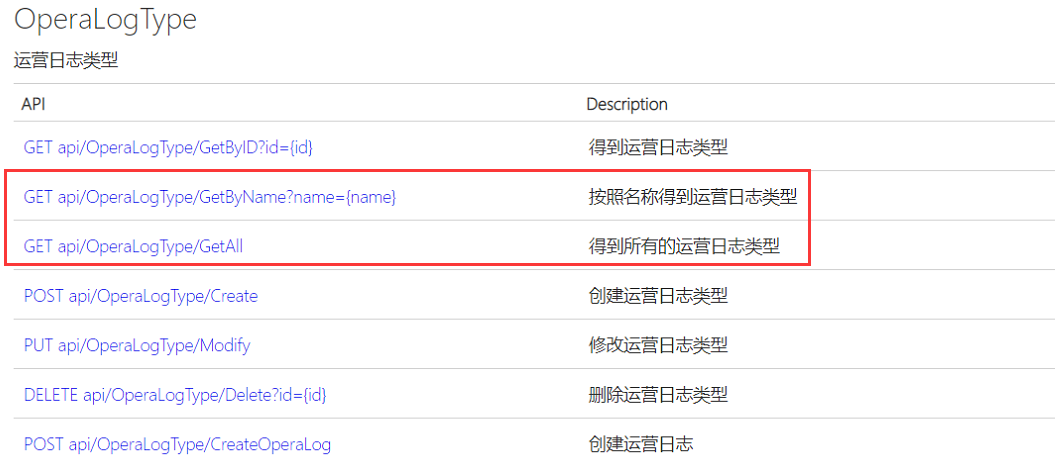 OperaLogType
运营日志类型
API Description
GET api/OperaLogType/GetByID?id={id} 得到运营日志类型
GET api/OperaLogType/GetByName?name={name} 按照名称得到运营日志类型
GET api/OperaLogType/GetAll 得到所有的运营日志类型
POST api/OperaLogType/Create 创建运营日志类型
PUT api/OperaLogType/Modify 修改运营日志类型
DELETE api/OperaLogType/Delete?id={id} 删除运营日志类型
POST api/OperaLogType/CreateOperaLog 创建运营日志